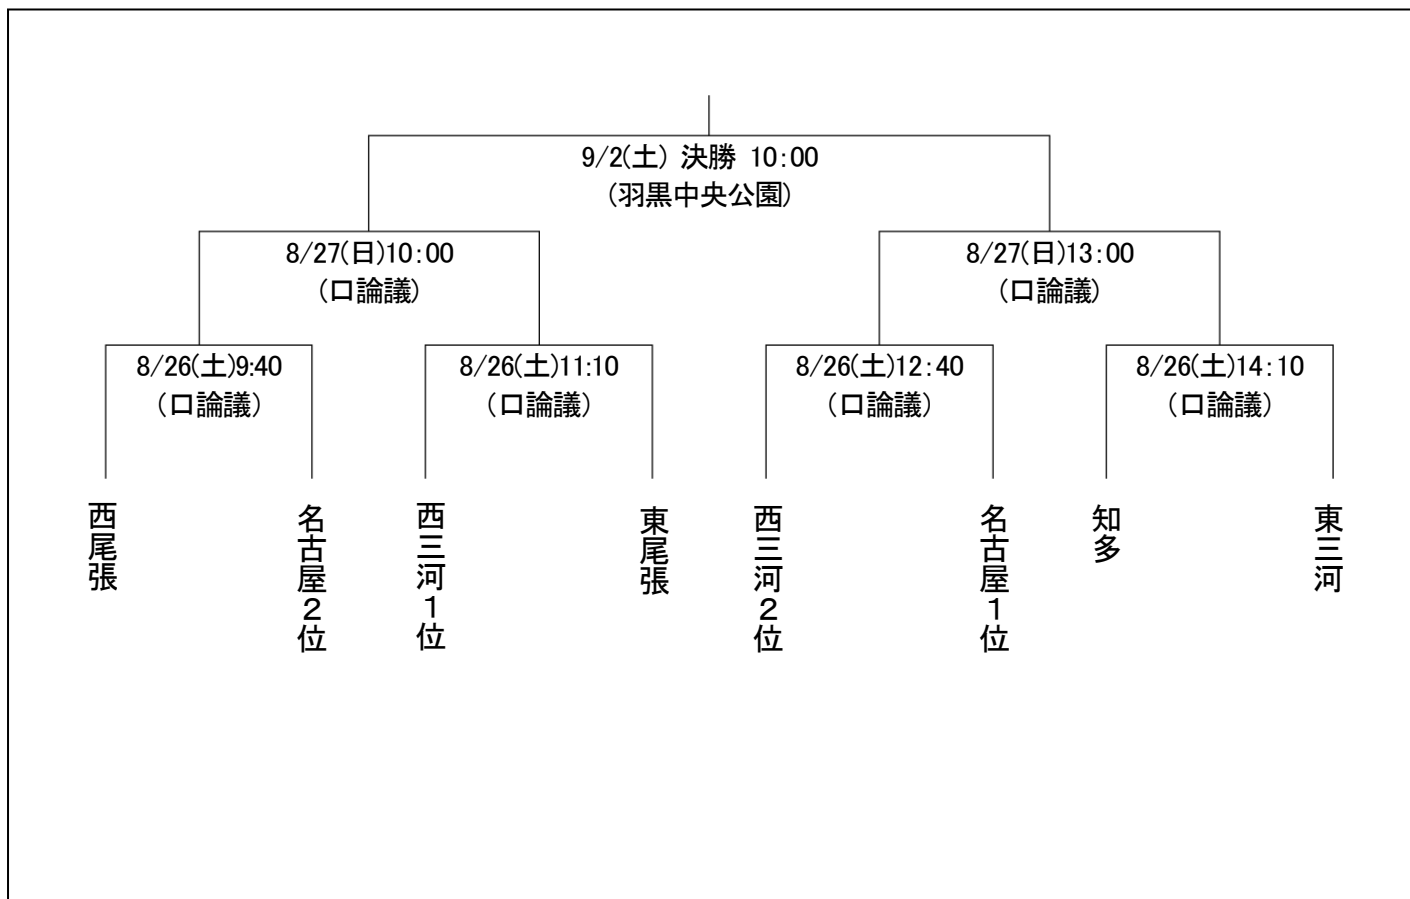 9/2(土) 決勝 10:00
(羽黒中央公園)
8/27(日)10:00
(口論議)
8/27(日)13:00
(口論議)
8/26(土)9:40
(口論議)
8/26(土)11:10
(口論議)
8/26(土)12:40
(口論議)
8/26(土)14:10
(口論議)
西尾張
名古屋2位
西三河1位
東尾張
西三河2位
名古屋1位
知多
東三河